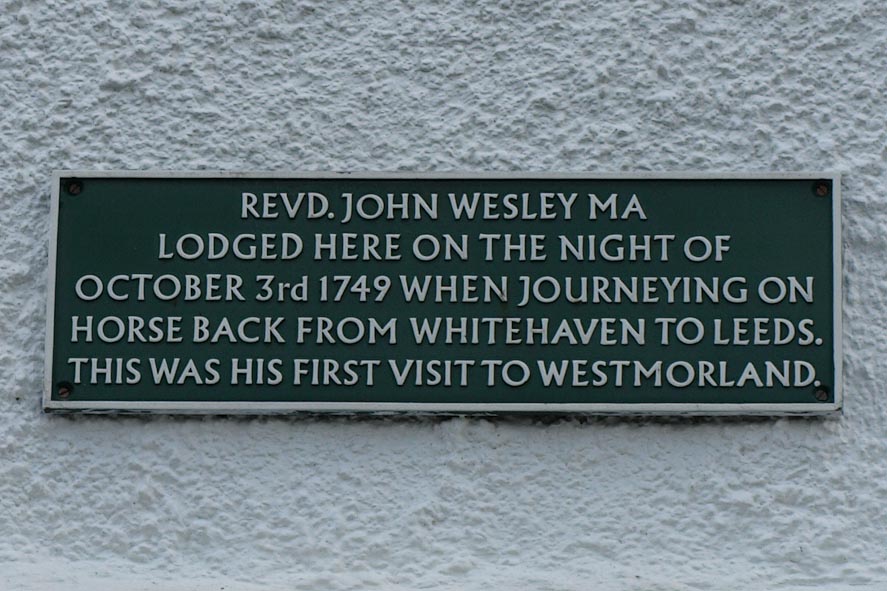 REVD. JOHN WESLEY MA
LODGED HERE ON THE NIGHT OF
OCTOBER 3rd 1749 WHEN JOURNEYING ON
HORSE BACK FROM WHITEHAVEN TO LEEDS.
THIS WAS HIS FIRST VISIT TO WESTMORLAND.